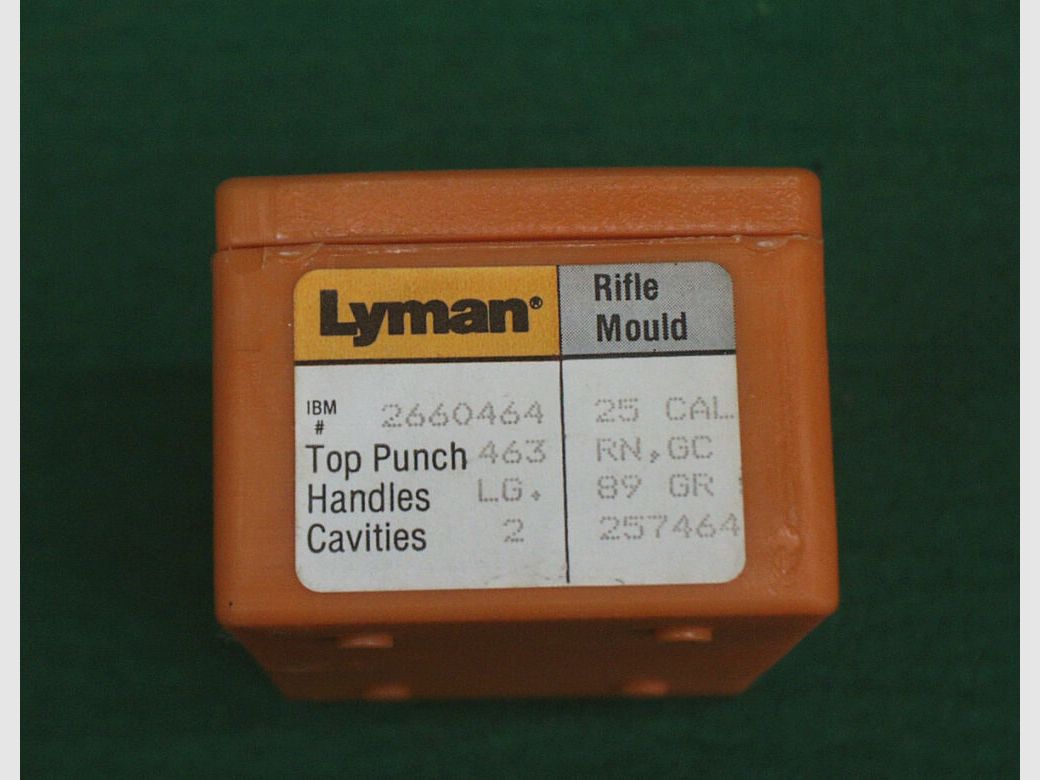 Lyman®
Rifle
Mould
IBM # 2660464
Top Punch 463
Handles LG.
Cavities 2
25 CAL
RN,GC
89 GR
257464